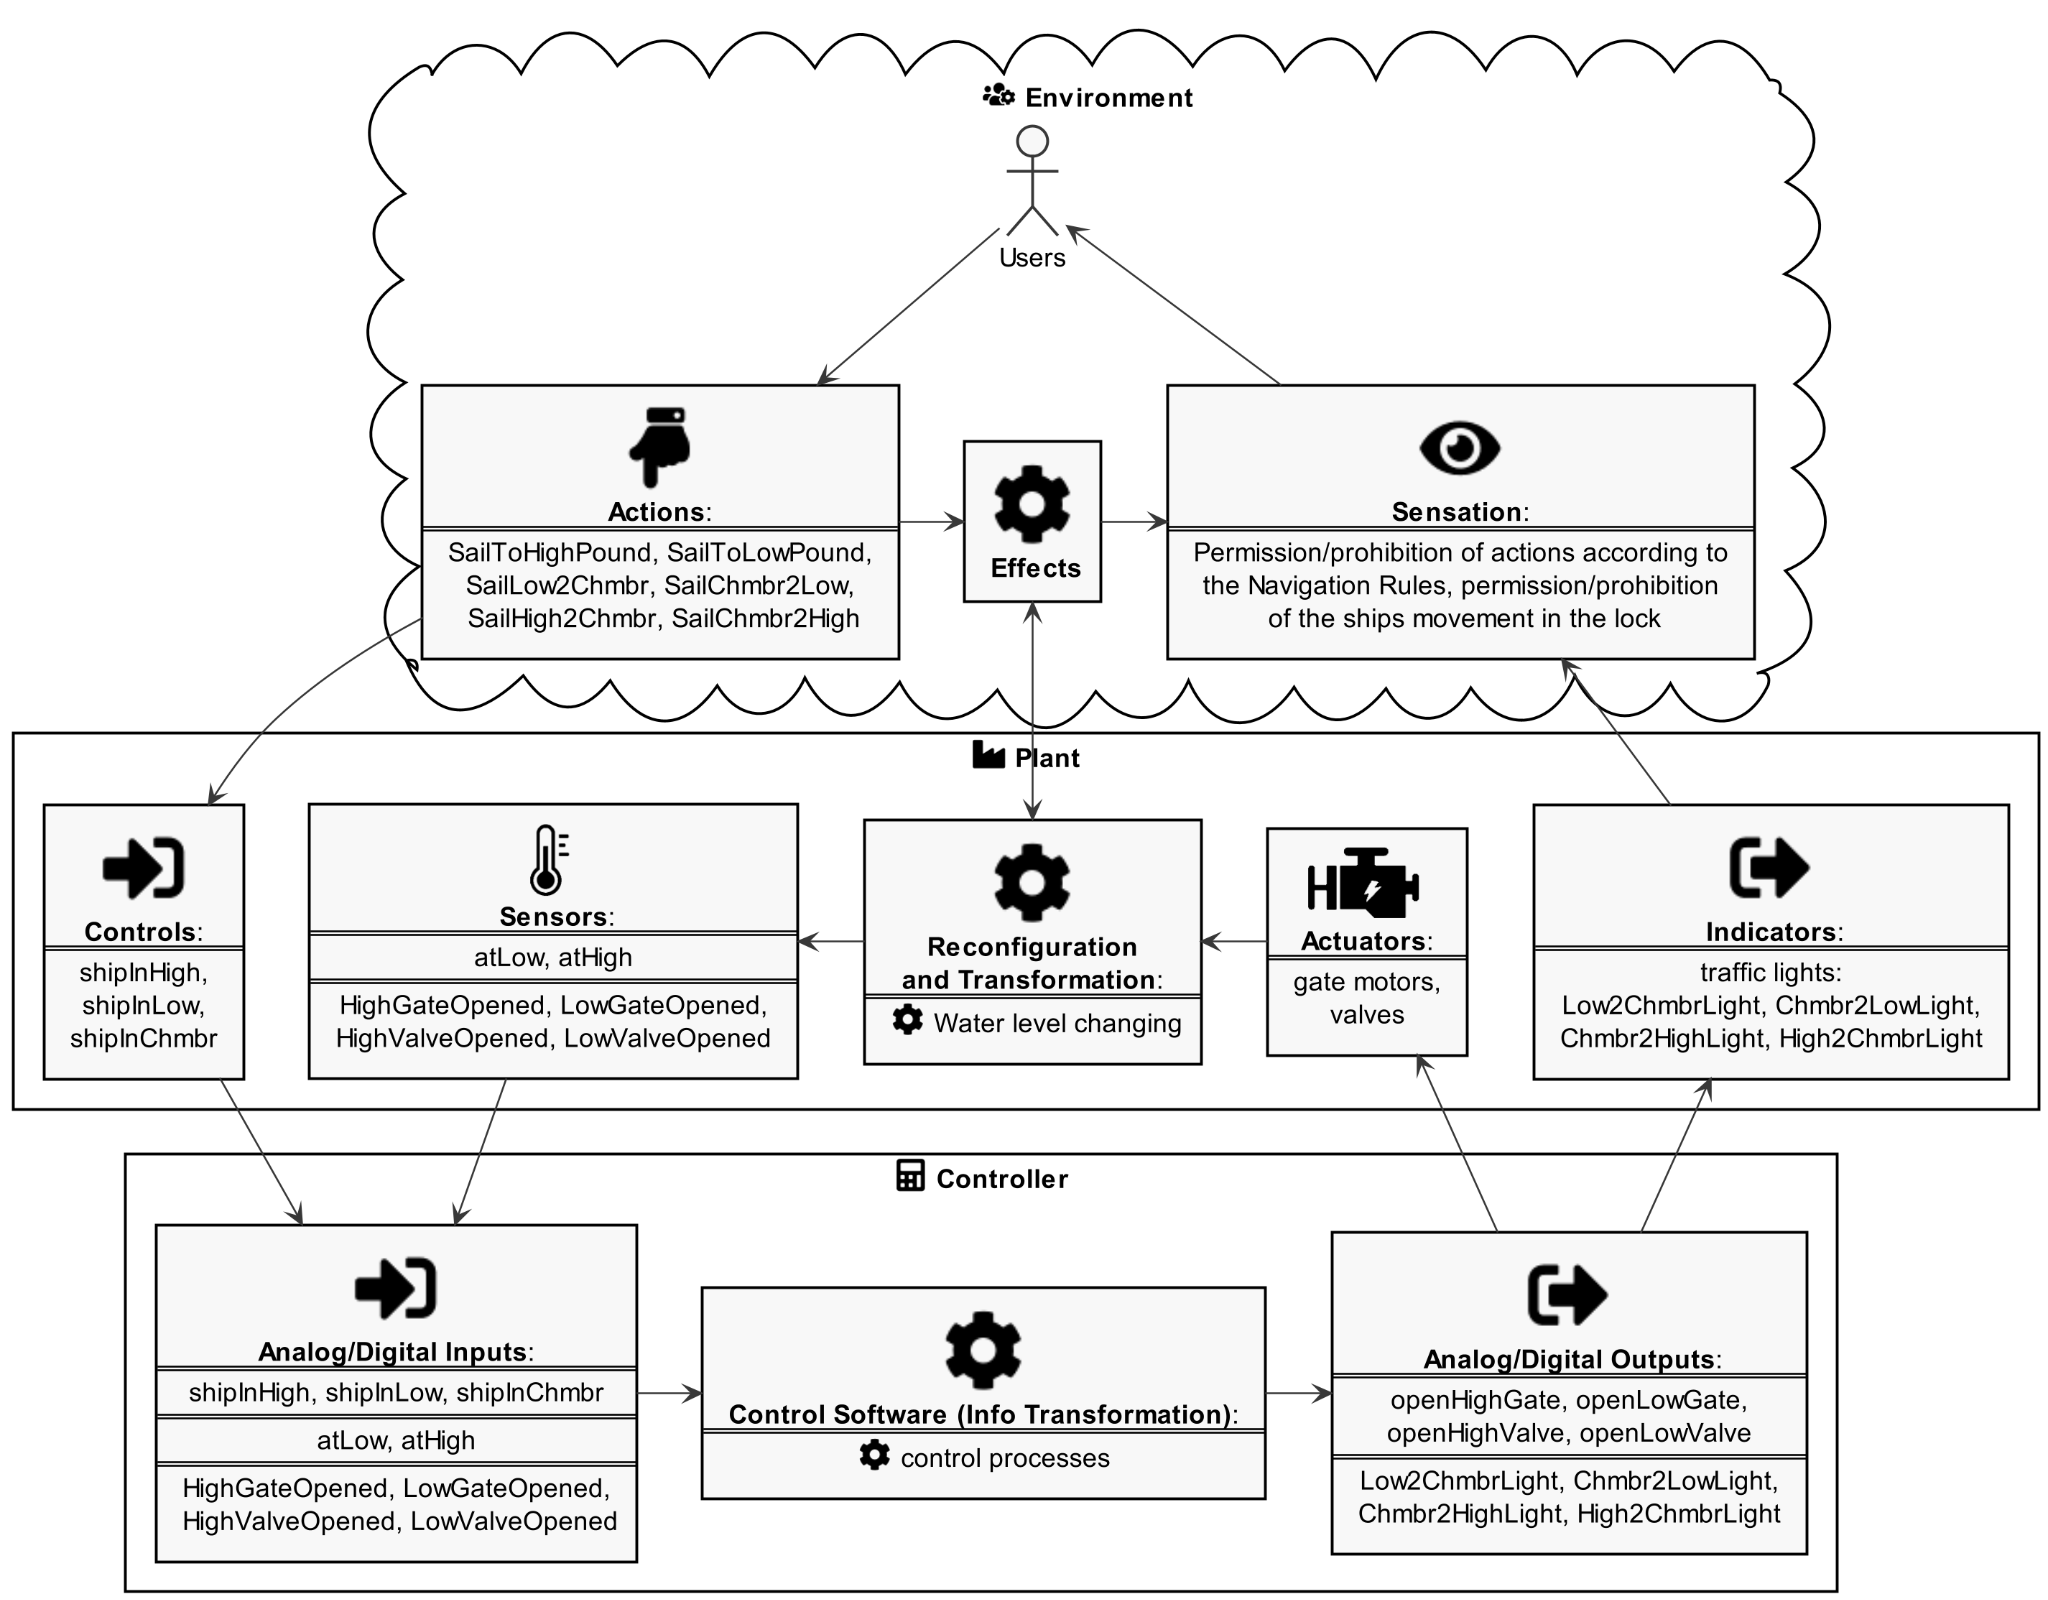 Environment
Users
Actions:
SailToHighPound, SailToLowPound,
SailLow2Chmbr, SailChmbr2Low,
SailHigh2Chmbr, SailChmbr2High
Effects
Sensation:
Permission/prohibition of actions according to
the Navigation Rules, permission/prohibition
of the ships movement in the lock
Plant
Controls:
shipInHigh,
shipInLow,
shipInChmbr
Sensors:
atLow, atHigh
HighGateOpened, LowGateOpened,
HighValveOpened, LowValveOpened
Reconfiguration
and Transformation:
Water level changing
Actuators:
gate motors,
valves
Indicators:
traffic lights:
Low2ChmbrLight, Chmbr2LowLight,
Chmbr2HighLight, High2ChmbrLight
Controller
Analog/Digital Inputs:
shipInHigh, shipInLow, shipInChmbr
atLow, atHigh
HighGateOpened, LowGateOpened,
HighValveOpened, LowValveOpened
Control Software (Info Transformation):
control processes
Analog/Digital Outputs:
openHighGate, openLowGate,
openHighValve, openLowValve
Low2ChmbrLight, Chmbr2LowLight,
Chmbr2HighLight, High2ChmbrLight